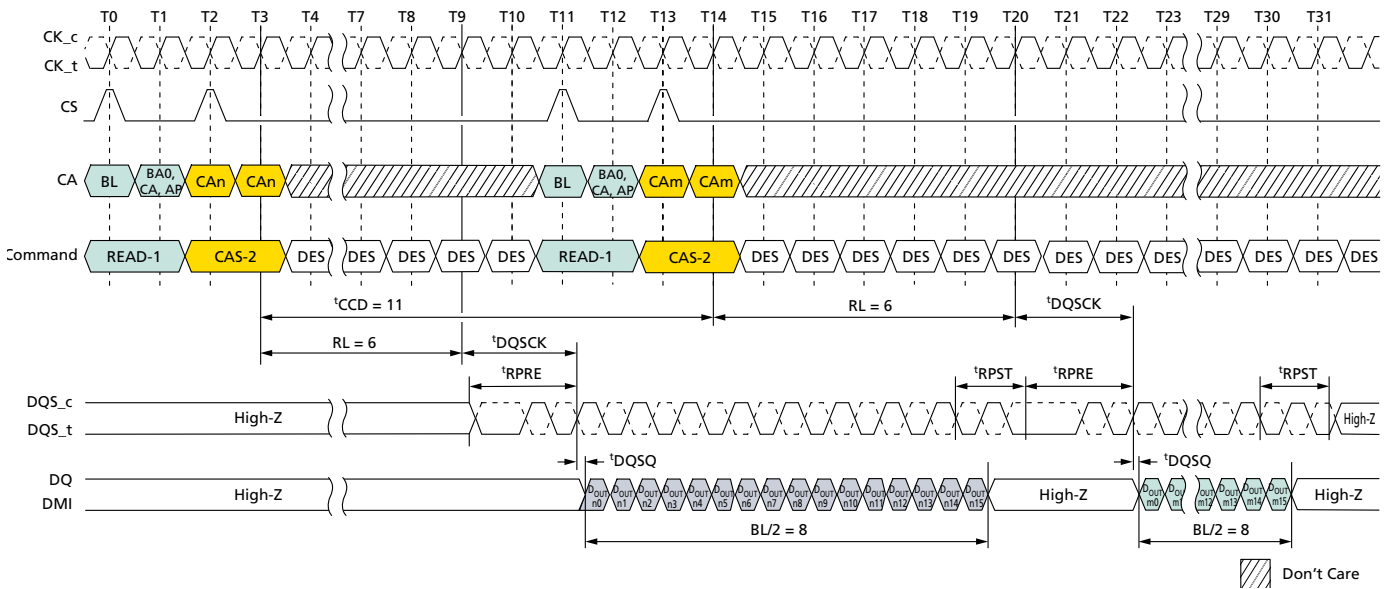 T0 T1 T2 T3 T4 T7 T8 T9 T10 T11 T12 T13 T14 T15 T16 T17 T18 T19 T20 T21 T22 T23 T29 T30 T31
CK_c
CK_t
CS
CA BL BA0, CA, AP CAn CAn BL BA0, CA, AP CAm CAm
Command READ-1 CAS-2 DES DES DES DES DES READ-1 CAS-2 DES DES DES DES DES DES DES DES DES DES DES DES
tCCD = 11 RL = 6 tDQSCK
RL = 6 tDQSCK
tRPRE tRPST tRPRE tRPST
DQS_c
DQS_t High-Z High-Z
tDQSQ tDQSQ
DQ
DMI High-Z DOUT n0 DOUT n1 DOUT n2 DOUT n3 DOUT n4 DOUT n5 DOUT n6 DOUT n7 DOUT n8 DOUT n9 DOUT n10 DOUT n11 DOUT n12 DOUT n13 DOUT n14 DOUT n15 High-Z DOUT m0 DOUT m12 DOUT m13 DOUT m14 DOUT m15 High-Z
BL/2 = 8 BL/2 = 8
Don't Care